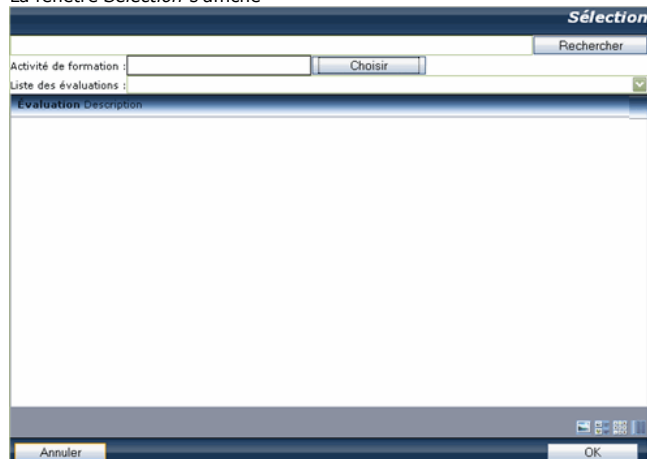 La fenêtre Sélection s'affiche
Sélection
Rechercher
Activité de formation : Choisir
Liste des évaluations :
Évaluation Description
Annuler OK